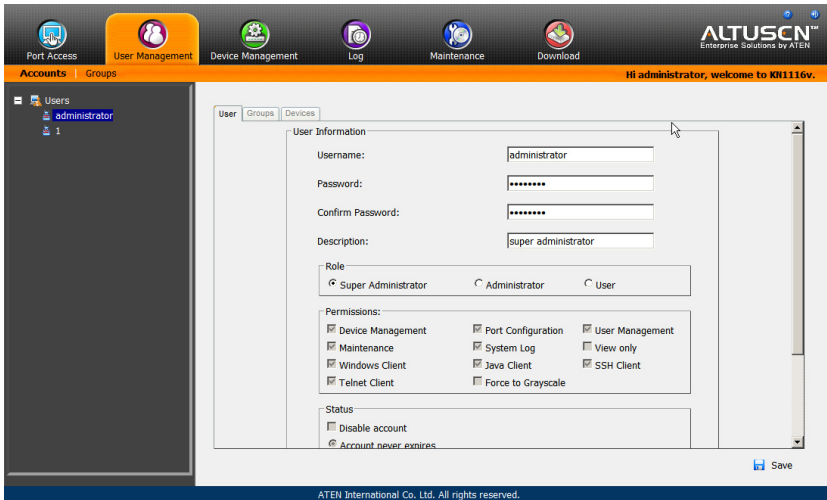 ALTUSEN™
Enterprise Solutions by ATEN
Port Access
User Management
Device Management
Log
Maintenance
Download
Accounts
Groups
Hi administrator, welcome to KN1116v.
Users
administrator
1
User
Groups
Devices
User Information
Username:
administrator
Password:
••••••••
Confirm Password:
••••••••
Description:
super administrator
Role
Super Administrator
Administrator
User
Permissions:
Device Management
Port Configuration
User Management
Maintenance
System Log
View only
Windows Client
Java Client
SSH Client
Telnet Client
Force to Grayscale
Status
Disable account
Account never expires
Save
ATEN International Co. Ltd. All rights reserved.